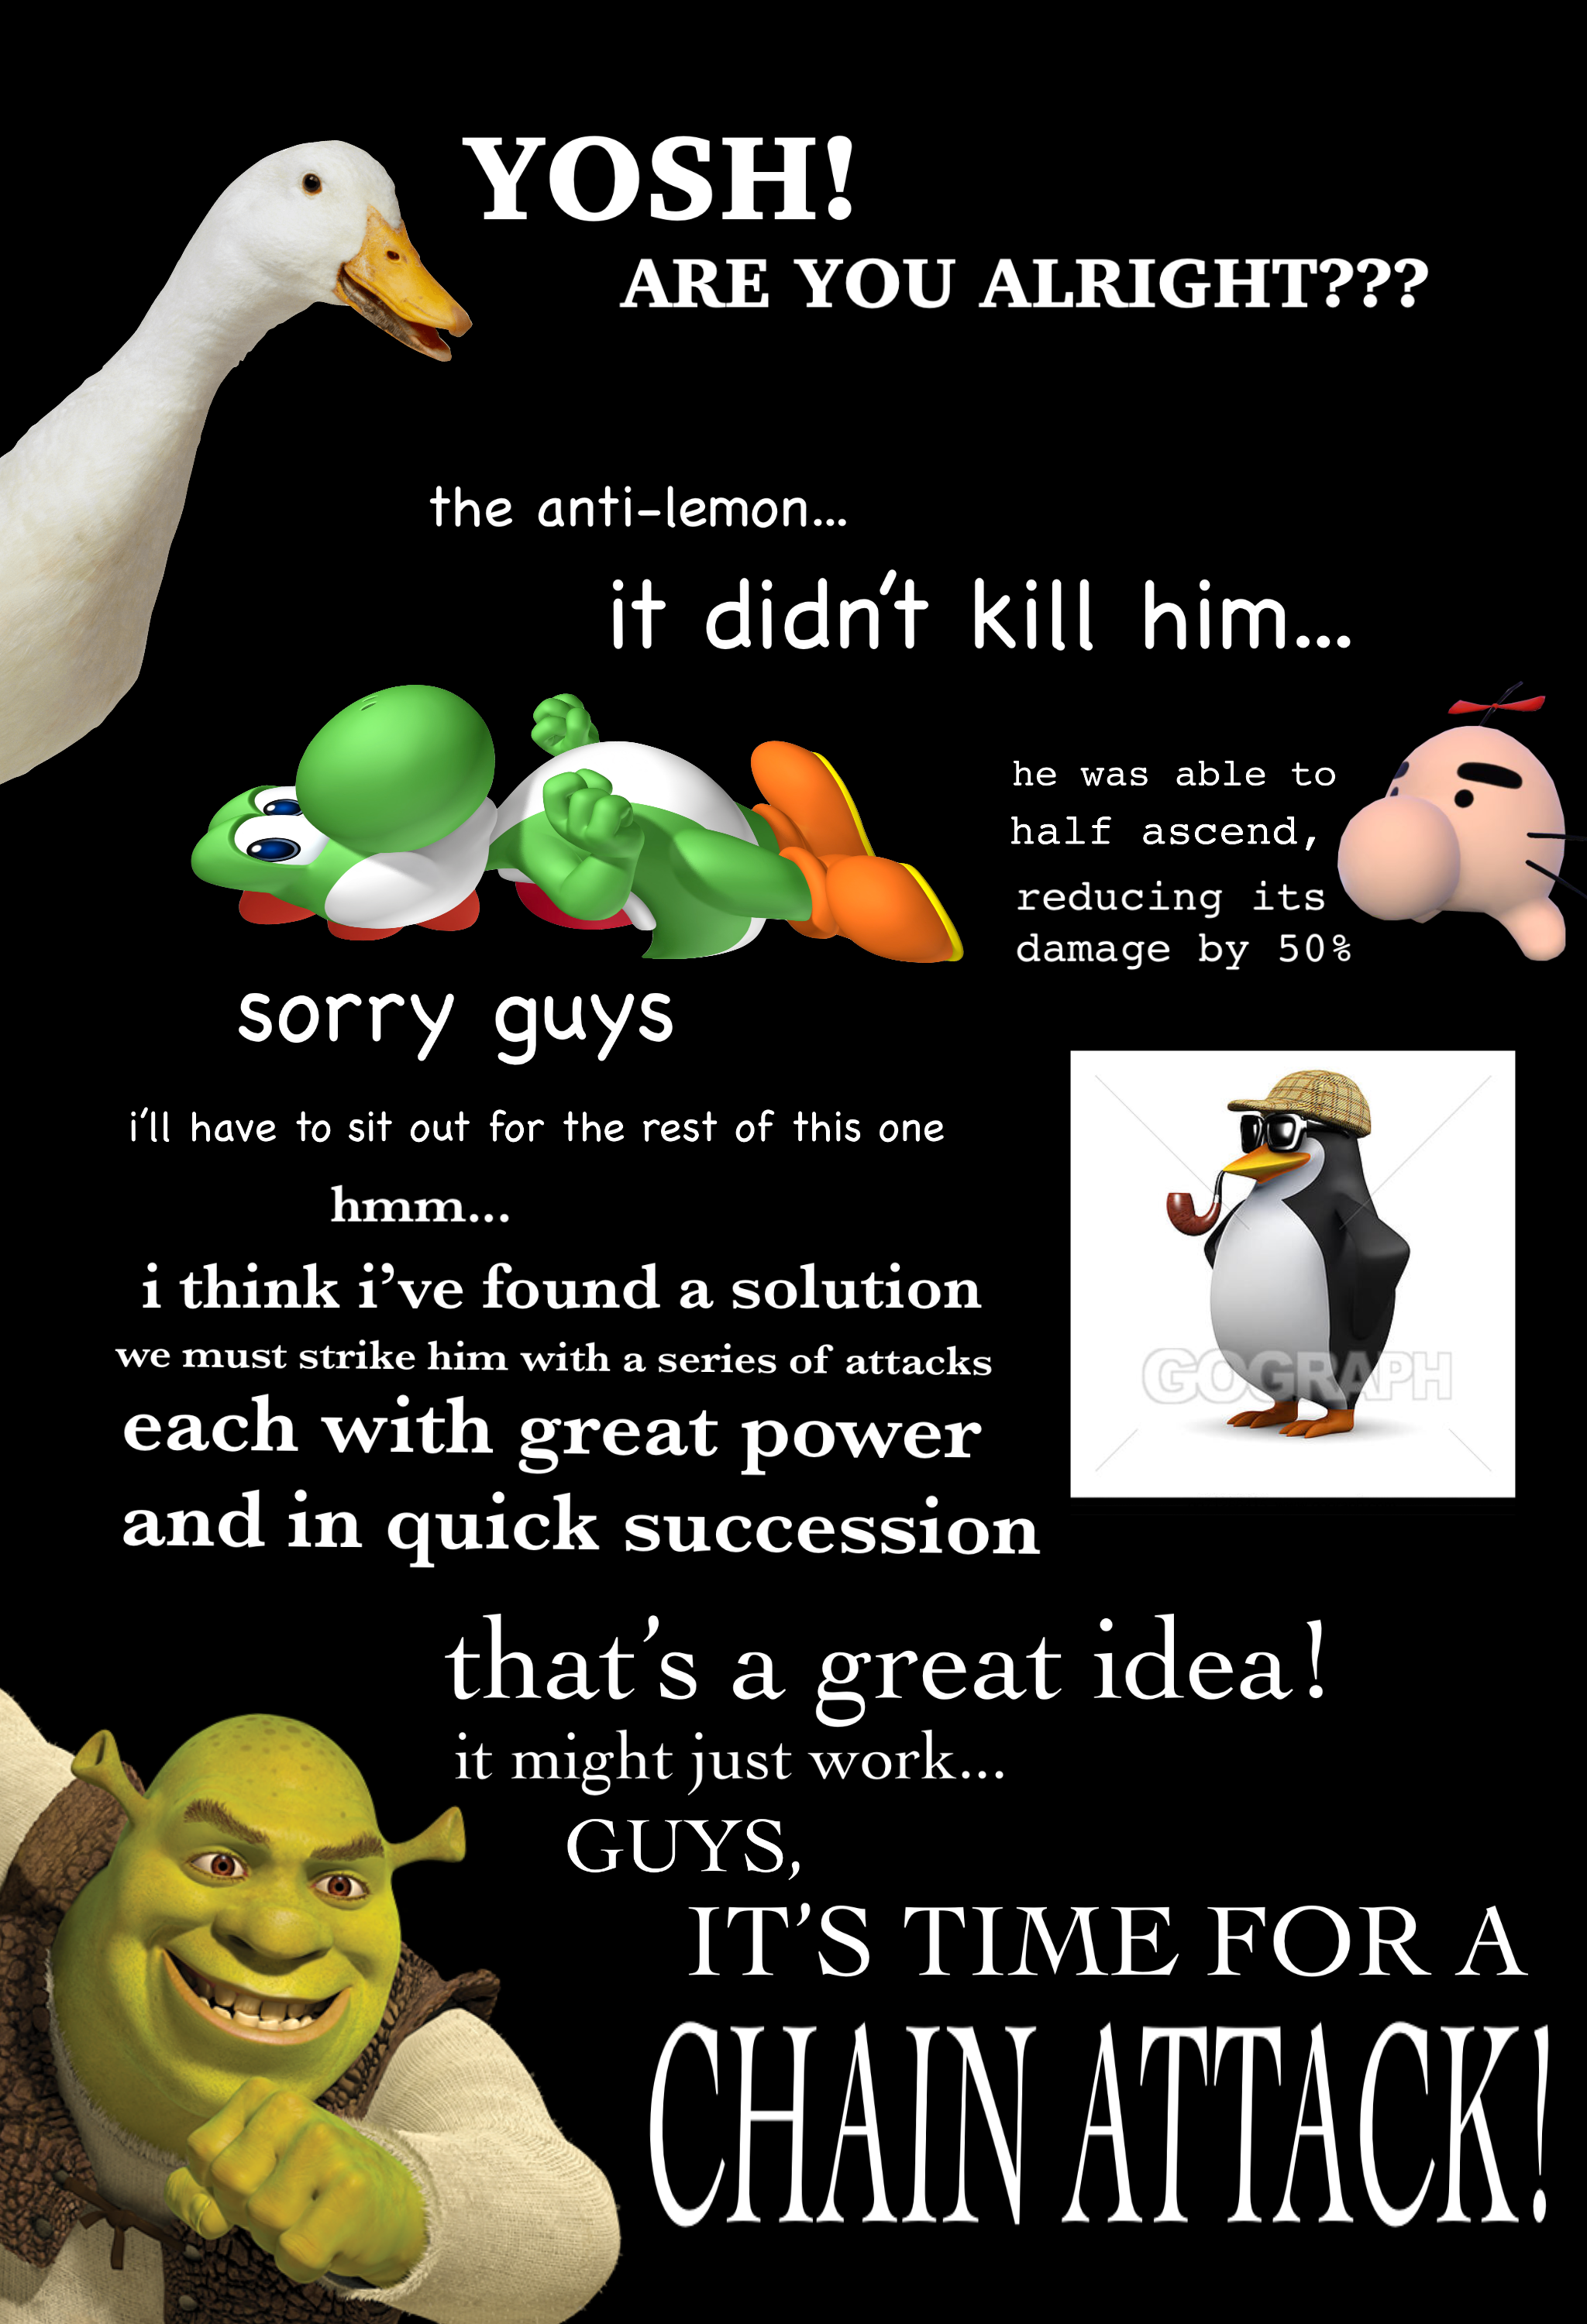 YOSH!
ARE YOU ALRIGHT???
the anti-lemon...
it didn't kill him...
he was able to
half ascend,
reducing its
damage by 50%
sorry guys
i'll have to sit out for the rest of this one
hmm...
i think i've found a solution
we must strike him with a series of attacks
each with great power
and in quick succession
GOGRAPH
that's a great idea!
it might just work...
GUYS,
IT'S TIME FOR A
CHAIN ATTACK!